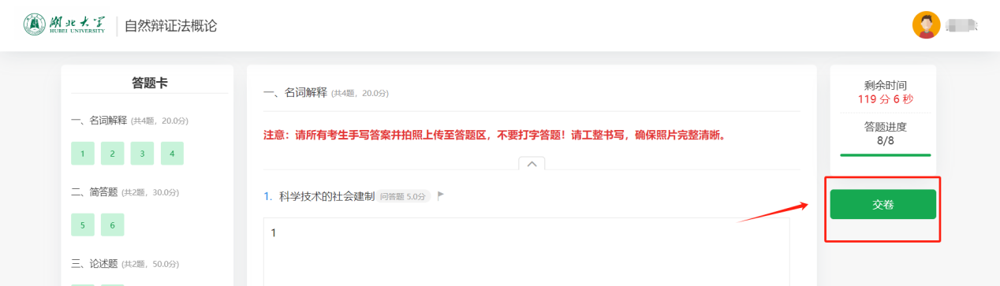 湖北大学
HUBEI UNIVERSITY
自然辩证法概论
答题卡
一、名词解释 (共4题，20.0分)
1 2 3 4
二、简答题 (共2题，30.0分)
5 6
三、论述题 (共2题，50.0分)
一、名词解释 (共4题，20.0分)
注意：请所有考生手写答案并拍照上传至答题区，不要打字答题！请工整书写，确保照片完整清晰。
1. 科学技术的社会建制 问答题 5.0分
1
剩余时间
119 分 6 秒
答题进度
8/8
交卷